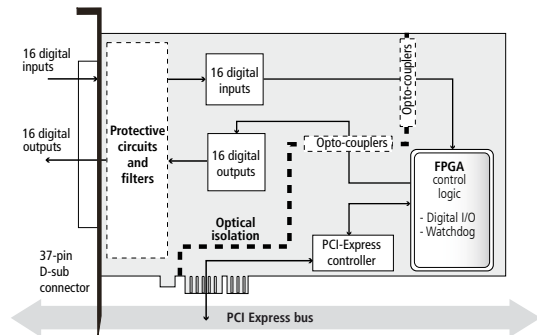 16 digital
inputs
16 digital
outputs
37-pin
D-sub
connector
Protective
circuits
and
filters
16 digital
inputs
16 digital
outputs
Optical
isolation
Opto-couplers
Opto-couplers
FPGA
control
logic
- Digital I/O
- Watchdog
PCI-Express
controller
PCI Express bus